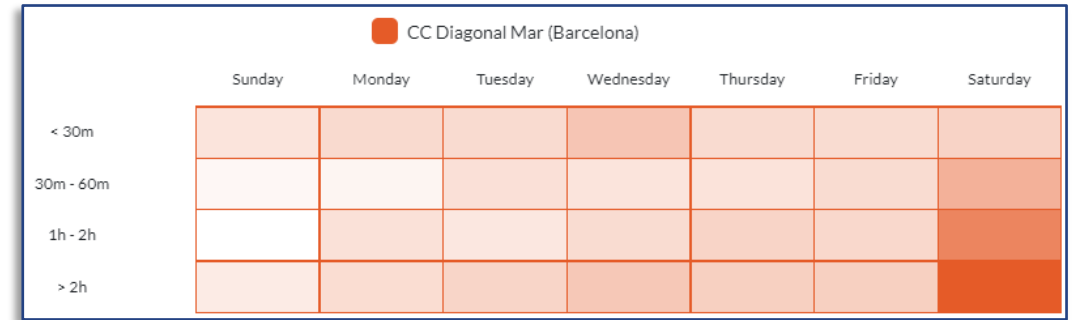 CC Diagonal Mar (Barcelona)
Sunday Monday Tuesday Wednesday Thursday Friday Saturday
< 30m
30m - 60m
1h - 2h
> 2h